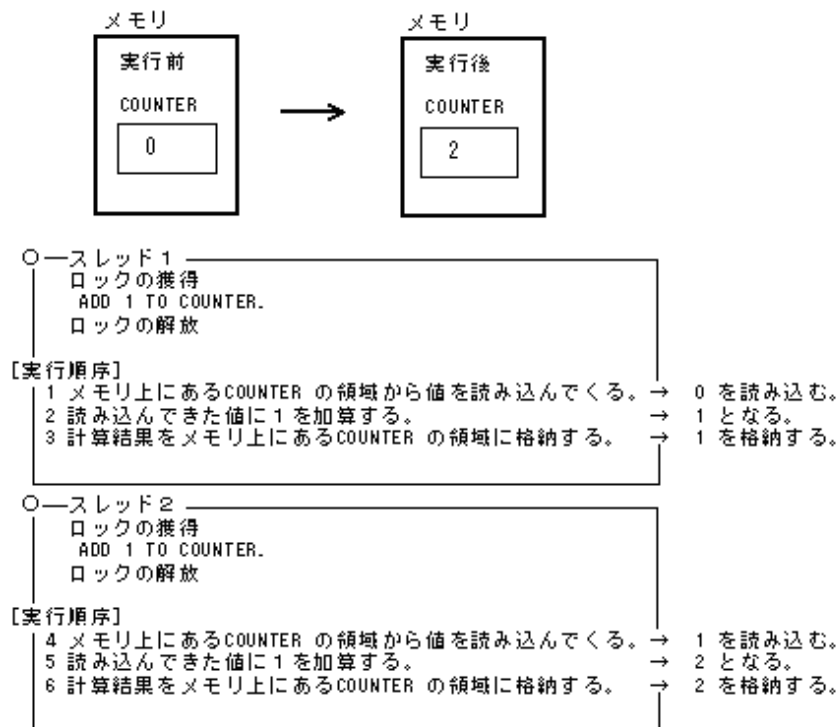 メモリ
メモリ
実行前
実行後
COUNTER
COUNTER
0
→
2
○―スレッド1
ロックの獲得
ADD 1 TO COUNTER.
ロックの解放
[実行順序]
1 メモリ上にあるCOUNTER の領域から値を読み込んでくる。→ 0 を読み込む。
2 読み込んできた値に1を加算する。 → 1 となる。
3 計算結果をメモリ上にあるCOUNTER の領域に格納する。 → 1 を格納する。
○―スレッド2
ロックの獲得
ADD 1 TO COUNTER.
ロックの解放
[実行順序]
4 メモリ上にあるCOUNTER の領域から値を読み込んでくる。→ 1 を読み込む。
5 読み込んできた値に1を加算する。 → 2 となる。
6 計算結果をメモリ上にあるCOUNTER の領域に格納する。 → 2 を格納する。